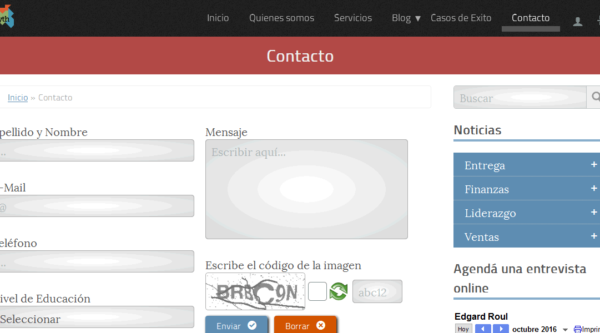 Inicio Quienes somos Servicios Blog ▼ Casos de Exito Contacto
Contacto
Inicio » Contacto
Buscar
pellido y Nombre
...
-Mail
@
eléfono
...
ivel de Educación
Seleccionar
Mensaje
Escribir aquí...
Escribe el código de la imagen
abc12
Enviar
Borrar
Noticias
Entrega +
Finanzas +
Liderazgo +
Ventas +
Agendá una entrevista
online
Edgard Roul
Hoy octubre 2016 Imprim